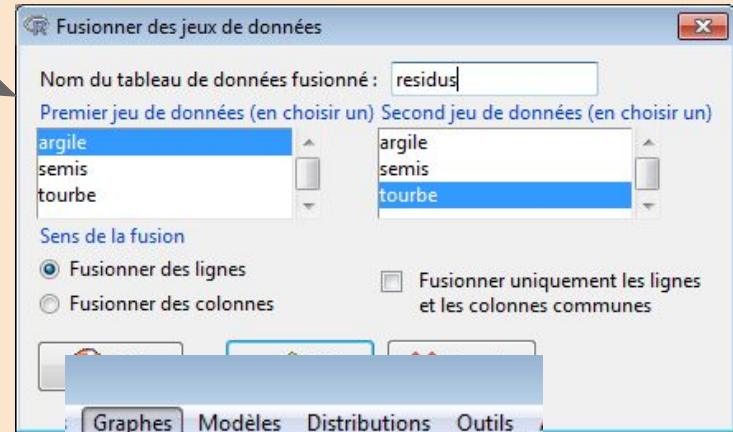 Fusionner des jeux de données
Nom du tableau de données fusionné : residus
Premier jeu de données (en choisir un) Second jeu de données (en choisir un)
argile argile
semis semis
tourbe tourbe
Sens de la fusion
Fusionner des lignes
Fusionner des colonnes
Fusionner uniquement les lignes
et les colonnes communes
Graphes Modèles Distributions Outils